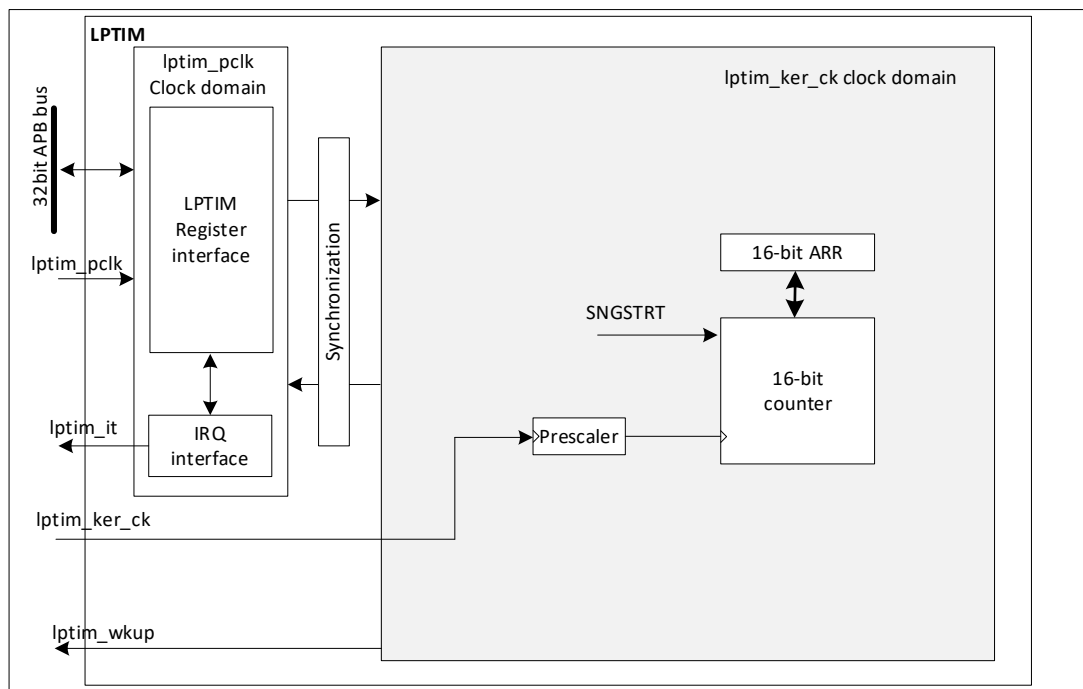 LPTIM
lptim_pclk
Clock domain
lptim_ker_ck clock domain
32bit APB bus
LPTIM
Register
interface
Synchronization
16-bit ARR
lptim_pclk
SNGSTRT
16-bit
counter
lptim_it
IRQ
interface
Prescaler
lptim_ker_ck
lptim_wkup